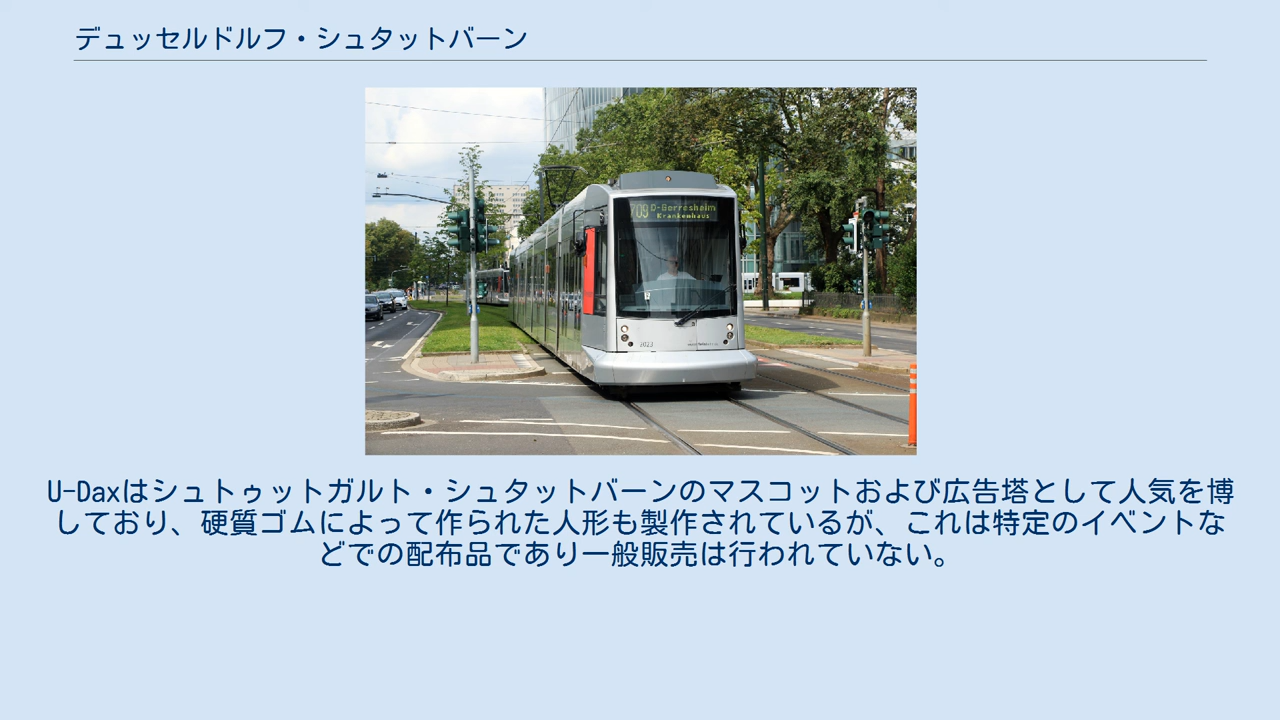 デュッセルドルフ・シュタットバーン
709 D-Gerresheim
Krankenhaus
2023
U-Daxはシュトゥットガルト・シュタットバーンのマスコットおよび広告塔として人気を博
しており、硬質ゴムによって作られた人形も製作されているが、これは特定のイベントな
どでの配布品であり一般販売は行われていない。